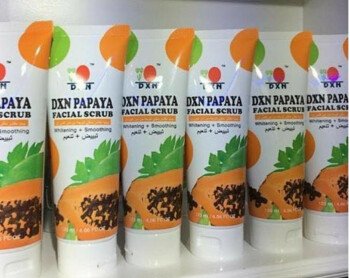 DXN
PAPAYA
FACIAL SCRUB
Whitening + Smoothing
تبييض + تنعيم
DXN
DXN PAPAYA
FACIAL SCRUB
Whitening + Smoothing
تبييض + تنعيم
DXN
DXN PAPAYA
FACIAL SCRUB
Whitening + Smoothing
تبييض + تنعيم
DXN
DXN PAPAYA
FACIAL SCRUB
Whitening + Smoothing
تبييض + تنعيم
DXN
DXN PAPAYA
FACIAL SCRUB
Whitening + Smoothing
تبييض + تنعيم
DXN
DXN
FACIAL